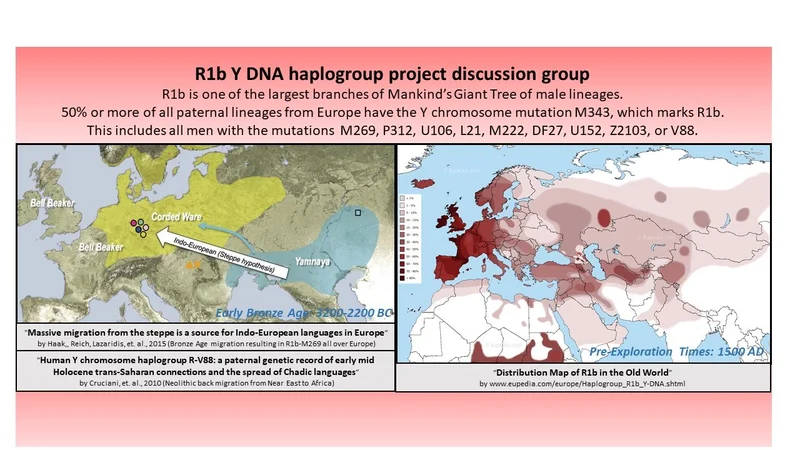 R1b Y DNA haplogroup project discussion group
R1b is one of the largest branches of Mankind's Giant Tree of male lineages.
50% or more of all paternal lineages from Europe have the Y chromosome mutation M343, which marks R1b.
This includes all men with the mutations M269, P312, U106, L21, M222, DF27, U152, Z2103, or V88.
Bell Beaker
Corded Ware
Bell Beaker
Indo-European (Steppe hypothesis)
Yamnaya
Early Bronze Age: 3200-2200 BC
"Massive migration from the steppe is a source for Indo-European languages in Europe"
by Haak,, Reich, Lazaridis, et. al., 2015 (Bronze Age migration resulting in R1b-M269 all over Europe)
"Human Y chromosome haplogroup R-V88: a paternal genetic record of early mid
Holocene trans-Saharan connections and the spread of Chadic languages"
by Cruciani, et. al., 2010 (Neolithic back migration from Near East to Africa)
Pre-Exploration Times: 1500 AD
"Distribution Map of R1b in the Old World"
by www.eupedia.com/europe/Haplogroup_R1b_Y-DNA.shtml